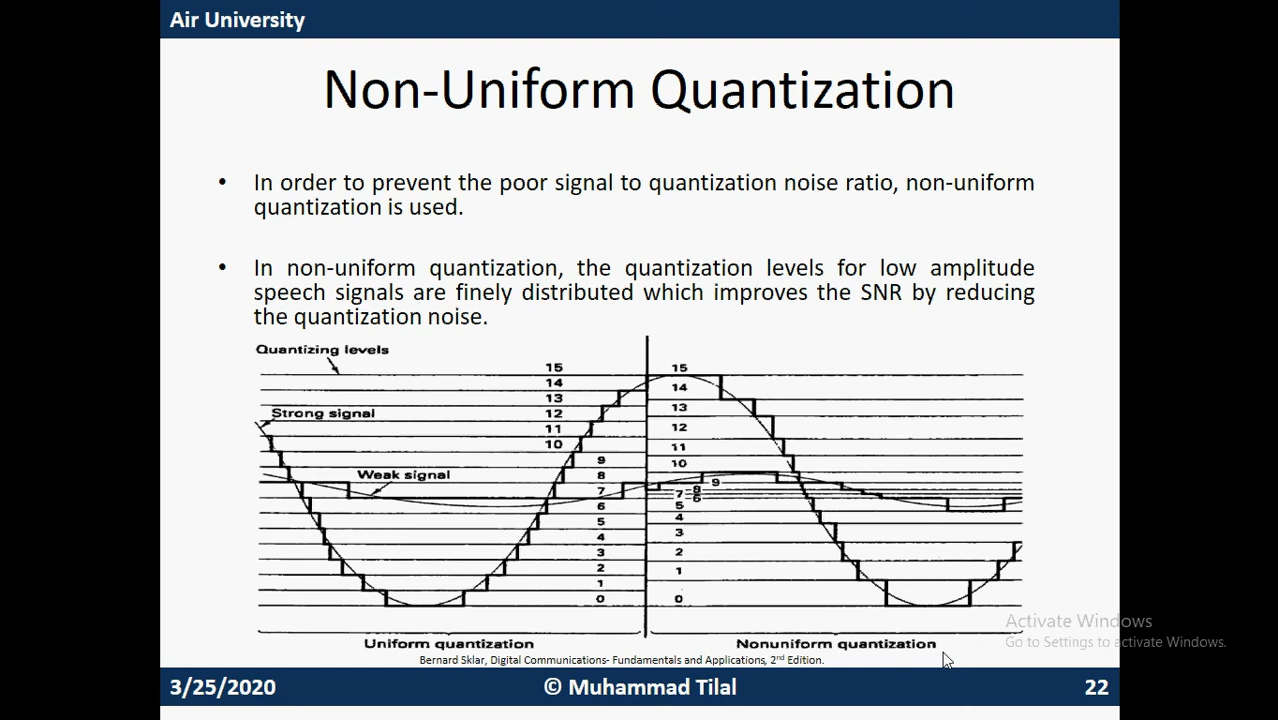 Air University
Non-Uniform Quantization
• In order to prevent the poor signal to quantization noise ratio, non-uniform
quantization is used.
• In non-uniform quantization, the quantization levels for low amplitude
speech signals are finely distributed which improves the SNR by reducing
the quantization noise.
Quantizing levels
Strong signal
Weak signal
15
14
13
12
11
10
9
8
7
6
5
4
3
2
1
0
15
14
13
12
11
10
9
8
7
6
5
4
3
2
1
0
Uniform quantization
Nonuniform quantization
Bernard Sklar, Digital Communications- Fundamentals and Applications, 2nd Edition.
Activate Windows
Go to Settings to activate Windows.
3/25/2020 © Muhammad Tilal 22